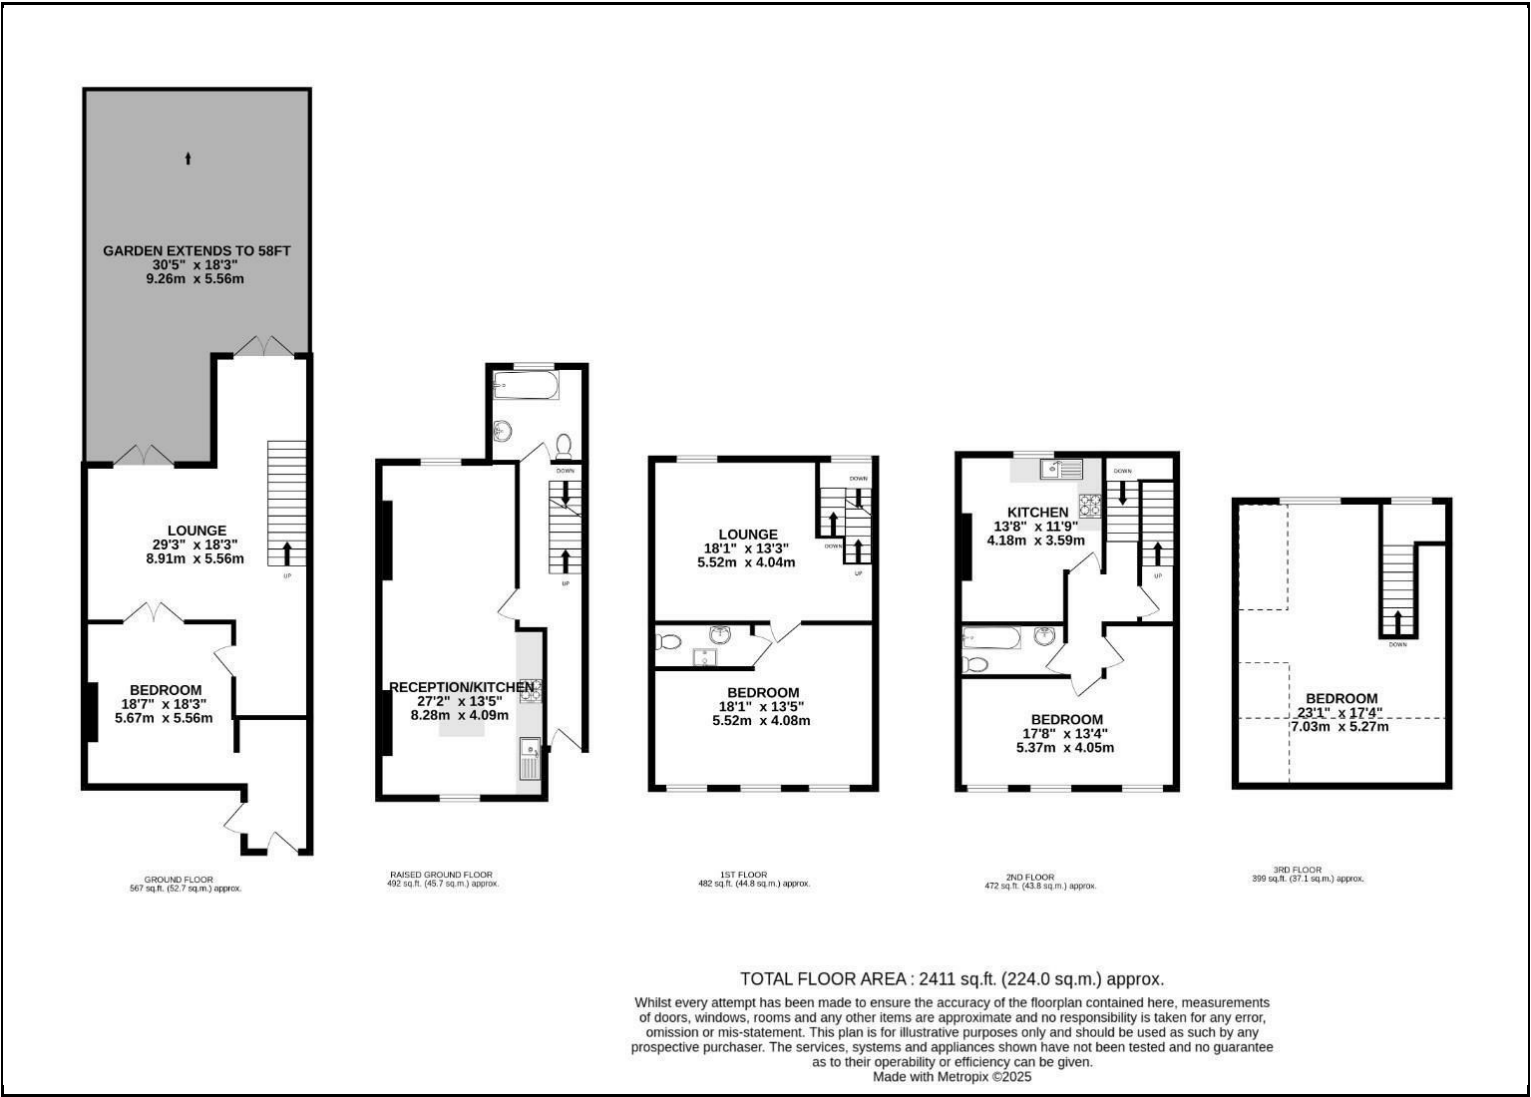 GARDEN EXTENDS TO 58FT
30'5" x 18'3"
9.26m x 5.56m
LOUNGE
29'3" x 18'3"
8.91m x 5.56m
UP
BEDROOM
18'7" x 18'3"
5.67m x 5.56m
GROUND FLOOR
567 sq.ft. (52.7 sq.m.) approx.
DOWN
UP
RECEPTION/KITCHEN
27'2" x 13'5"
8.28m x 4.09m
RAISED GROUND FLOOR
492 sq.ft. (45.7 sq.m.) approx.
DOWN
LOUNGE
18'1" x 13'3"
5.52m x 4.04m
DOWN
UP
BEDROOM
18'1" x 13'5"
5.52m x 4.08m
1ST FLOOR
482 sq.ft. (44.8 sq.m.) approx.
DOWN
KITCHEN
13'8" x 11'9"
4.18m x 3.59m
UP
BEDROOM
17'8" x 13'4"
5.37m x 4.05m
2ND FLOOR
472 sq.ft. (43.8 sq.m.) approx.
DOWN
BEDROOM
23'1" x 17'4"
7.03m x 5.27m
3RD FLOOR
399 sq.ft. (37.1 sq.m.) approx.
TOTAL FLOOR AREA : 2411 sq.ft. (224.0 sq.m.) approx.
Whilst every attempt has been made to ensure the accuracy of the floorplan contained here, measurements
of doors, windows, rooms and any other items are approximate and no responsibility is taken for any error,
omission or mis-statement. This plan is for illustrative purposes only and should be used as such by any
prospective purchaser. The services, systems and appliances shown have not been tested and no guarantee
as to their operability or efficiency can be given.
Made with Metropix ©2025